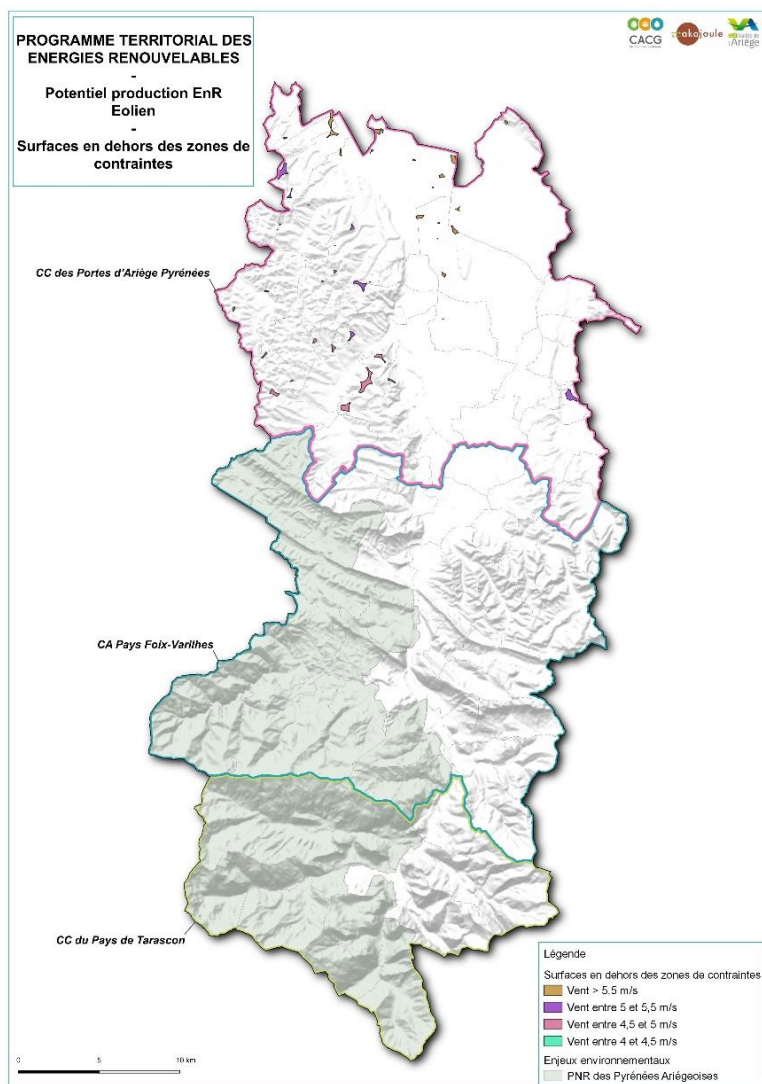 PROGRAMME TERRITORIAL DES
ENERGIES RENOUVELABLES
-
Potentiel production EnR
Eolien
-
Surfaces en dehors des zones de
contraintes
CACG
akajoule
l'Ariège
CC des Portes d'Ariège Pyrénées
CA Pays Foix-Varilhes
CC du Pays de Tarascon
Légende
Surfaces en dehors des zones de contraintes
Vent > 5,5 m/s
Vent entre 5 et 5,5 m/s
Vent entre 4,5 et 5 m/s
Vent entre 4 et 4,5 m/s
Enjeux environnementaux
PNR des Pyrénées Ariégeoises
0 5 10 km